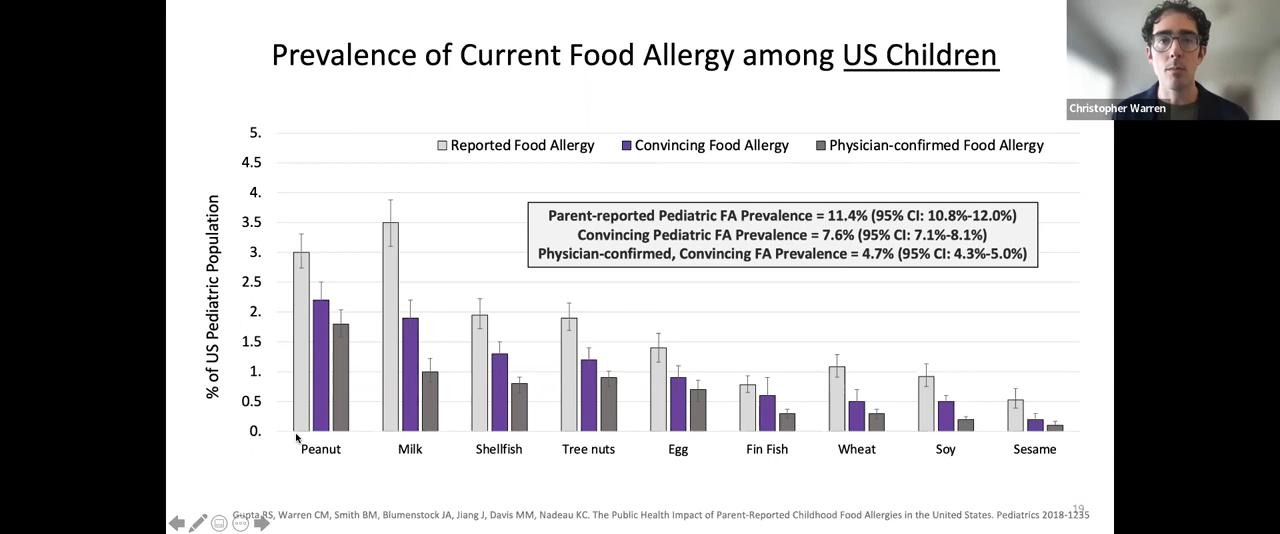 Prevalence of Current Food Allergy among US Children
Christopher Warren
Reported Food Allergy
Convincing Food Allergy
Physician-confirmed Food Allergy
Parent-reported Pediatric FA Prevalence = 11.4% (95% CI: 10.8%-12.0%)
Convincing Pediatric FA Prevalence = 7.6% (95% CI: 7.1%-8.1%)
Physician-confirmed, Convincing FA Prevalence = 4.7% (95% CI: 4.3%-5.0%)
% of US Pediatric Population
5.
4.5
4.
3.5
3.
2.5
2.
1.5
1.
0.5
0.
Peanut
Milk
Shellfish
Tree nuts
Egg
Fin Fish
Wheat
Soy
Sesame
19
Gupta RS, Warren CM, Smith BM, Blumenstock JA, Jiang J, Davis MM, Nadeau KC. The Public Health Impact of Parent-Reported Childhood Food Allergies in the United States. Pediatrics 2018-1235